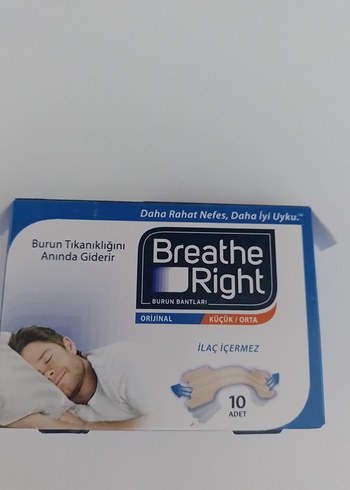 Daha Rahat Nefes, Daha İyi Uyku.™
Burun Tıkanıklığını
Anında Giderir
Breathe
Right
BURUN BANTLARI
ORİJİNAL
KÜÇÜK / ORTA
İLAÇ İÇERMEZ
10
ADET